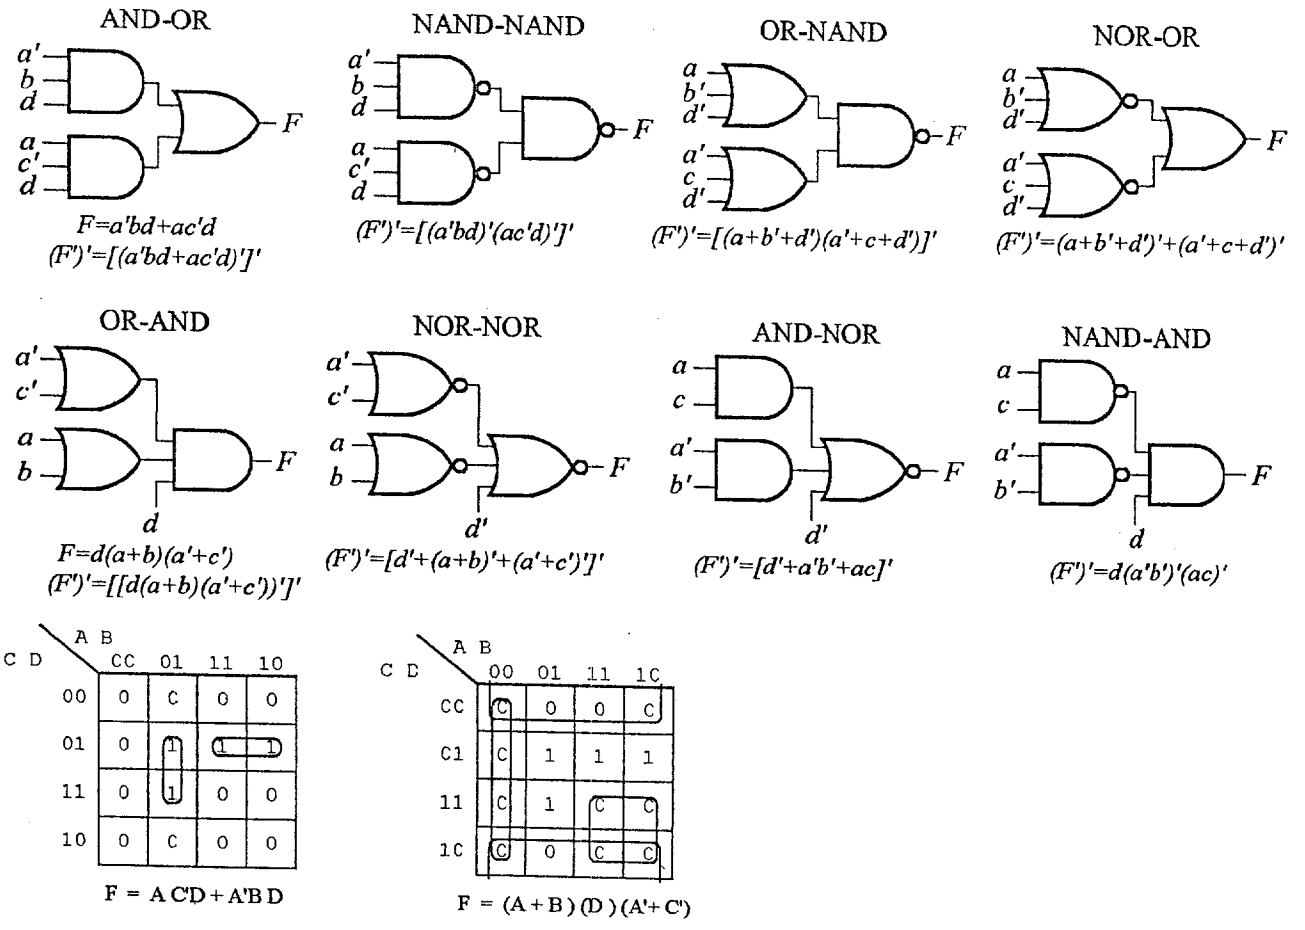 AND-OR
a'
b
d
a
c'
d
F
F=a'bd+ac'd
(F')'=[(a'bd+ac'd)']'
NAND-NAND
a'
b
d
a
c'
d
F
(F')'=[(a'bd)'(ac'd)']'
OR-NAND
a
b'
d'
a'
c
d'
F
(F')'=[(a+b'+d')(a'+c+d')]'
NOR-OR
a
b'
d'
a'
c
d'
F
(F')'=(a+b'+d')'+(a'+c+d')'
OR-AND
a'
c'
a
b
d
F
F=d(a+b)(a'+c')
(F')'=[[d(a+b)(a'+c'))']'
NOR-NOR
a'
c'
a
b
d'
F
(F')'=[d'+(a+b)'+(a'+c')']'
AND-NOR
a
c
a'
b'
d'
F
(F')'=[d'+a'b'+ac]'
NAND-AND
a
c
a'
b'
d
F
(F')'=d(a'b')'(ac)'
A B
C D
CC 01 11 10
00 0 C 0 0
01 0 1 1 1
11 0 1 0 0
10 0 C 0 0
F = A C'D + A'B D
A B
C D
00 01 11 1C
CC C 0 0 C
C1 C 1 1 1
11 C 1 C C
1C C 0 C C
F = (A + B) (D) (A'+ C')